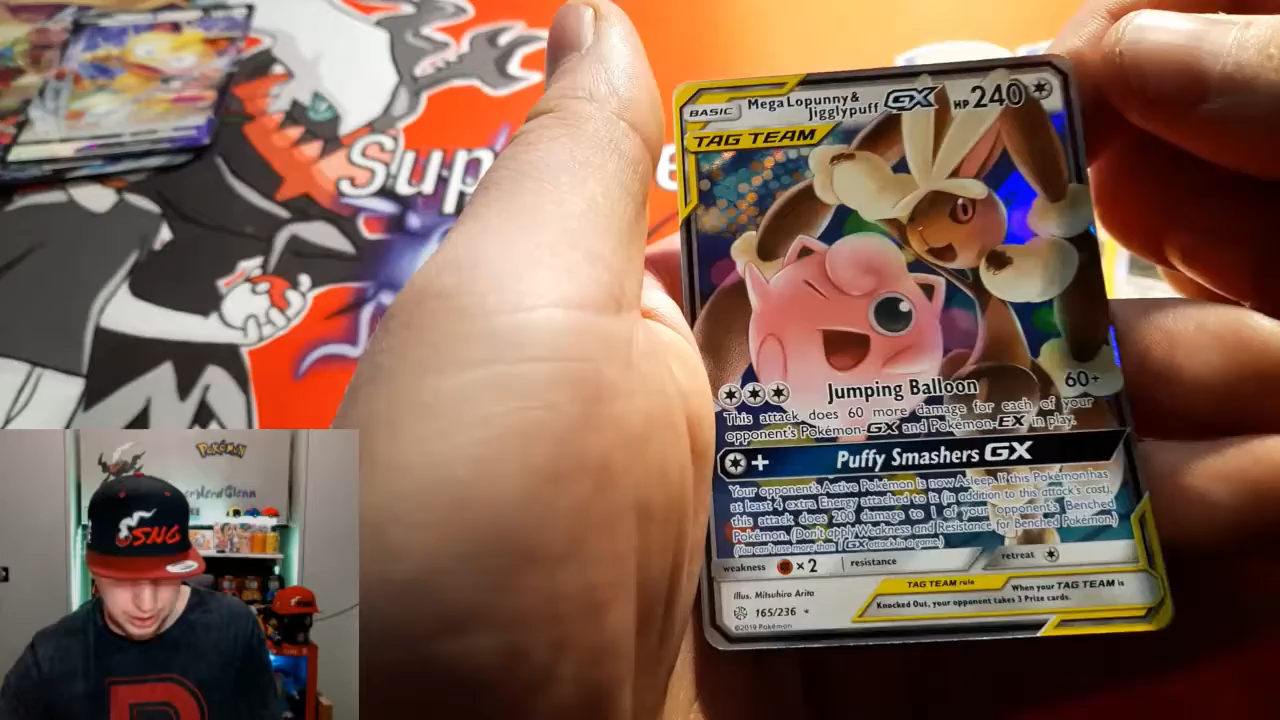 Sup
BASIC
Mega Lopunny &
Jigglypuff GX
HP 240
TAG TEAM
Jumping Balloon 60+
This attack does 60 more damage for each of your
opponent's Pokémon-GX and Pokémon-EX in play.
+ Puffy Smashers GX
Your opponent's Active Pokémon is now Asleep. If this Pokémon has
at least 4 extra Energy attached to it (in addition to this attack's cost),
this attack does 200 damage to 1 of your opponent's Benched
Pokémon. (Don't apply Weakness and Resistance for Benched Pokémon.)
(You can't use more than 1 GX attack in a game.)
weakness ×2 resistance retreat
TAG TEAM rule When your TAG TEAM is
Knocked Out, your opponent takes 3 Prize cards.
Illus. Mitsuhiro Arita
165/236
©2019 Pokémon
POKéMON
erNerdGlenn
SNG
R